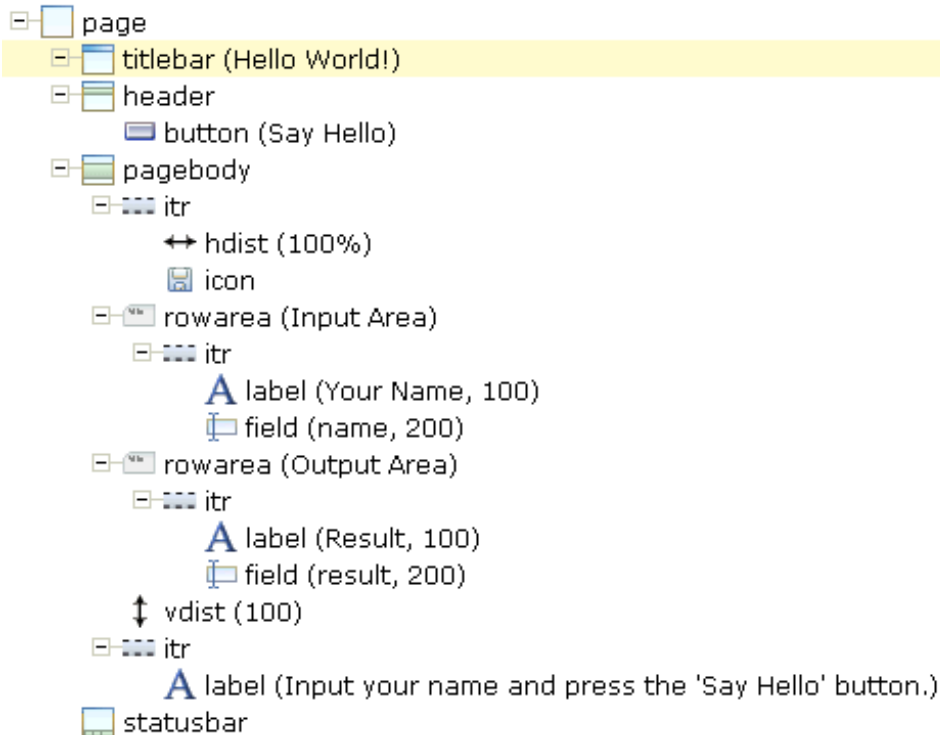 page
titlebar (Hello World!)
header
button (Say Hello)
pagebody
itr
hdist (100%)
icon
rowarea (Input Area)
itr
label (Your Name, 100)
field (name, 200)
rowarea (Output Area)
itr
label (Result, 100)
field (result, 200)
vdist (100)
itr
label (Input your name and press the 'Say Hello' button.)
statusbar